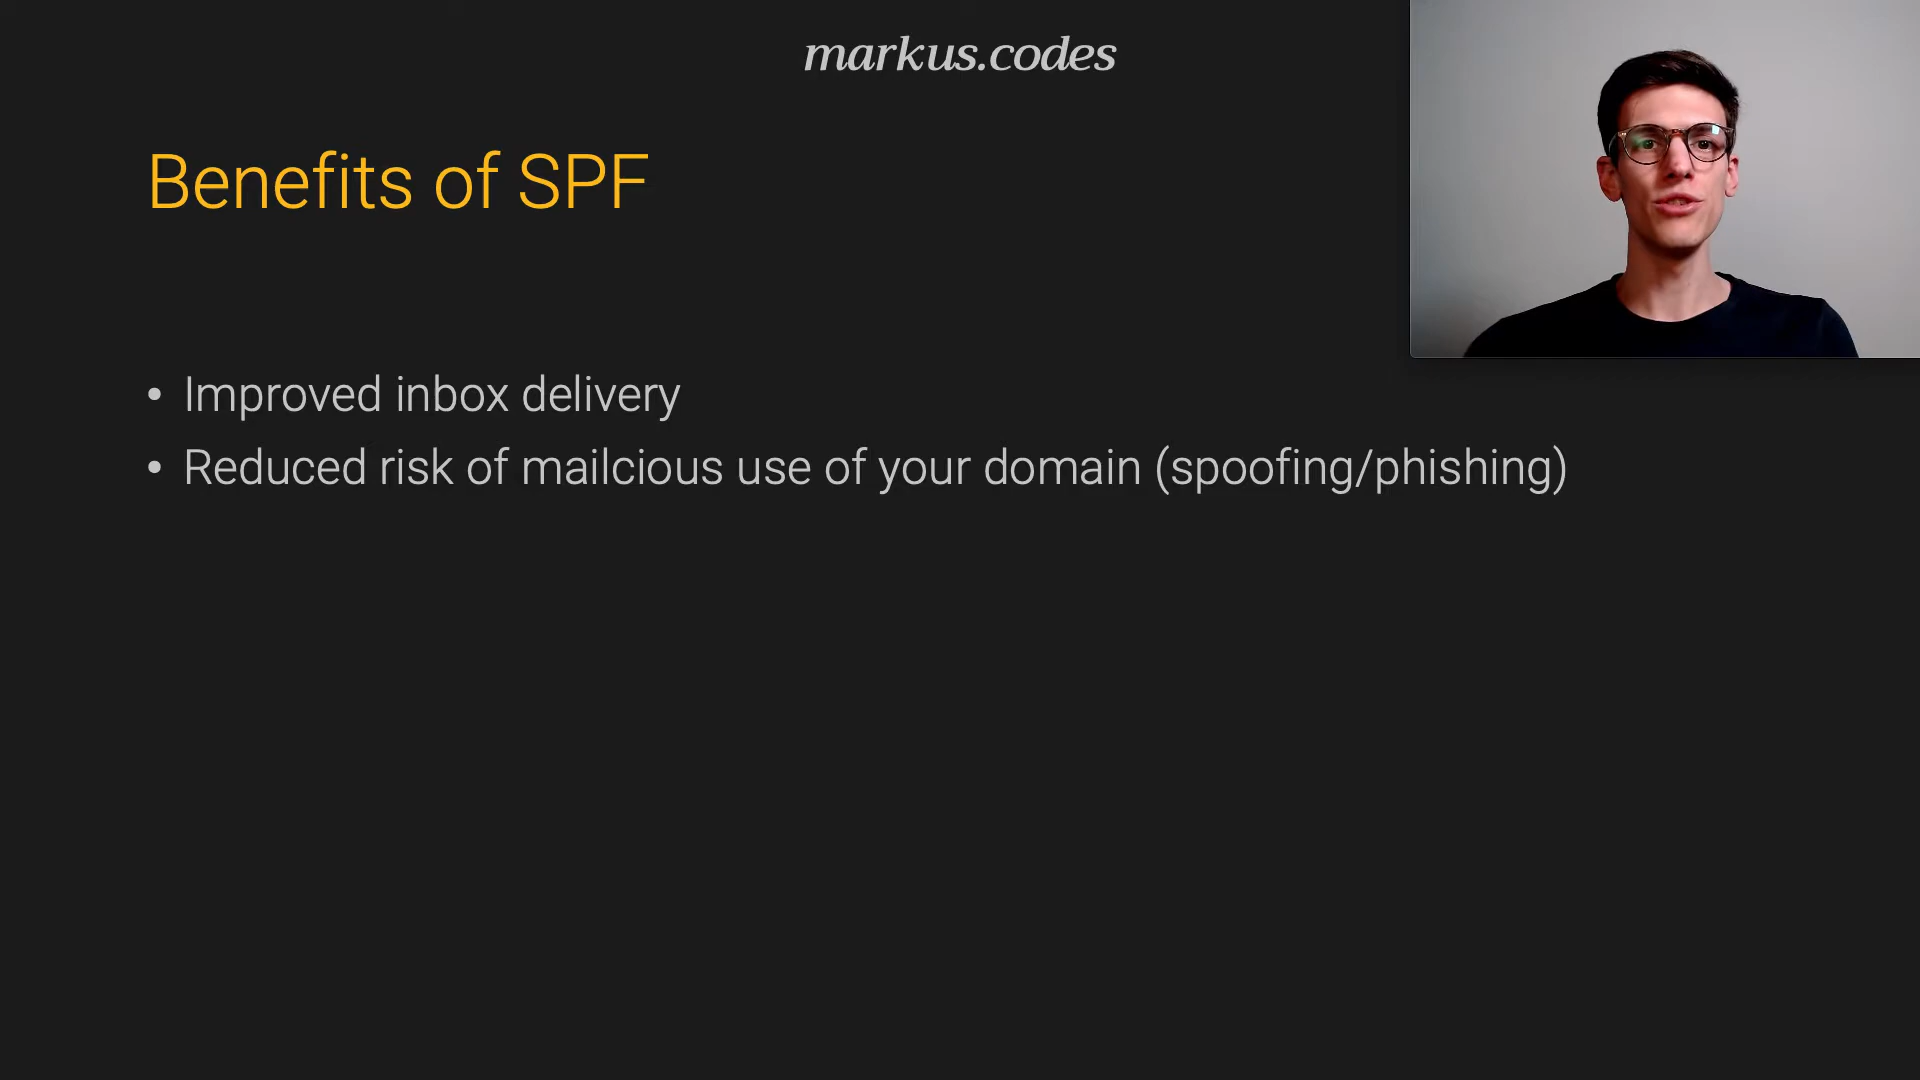 markus.codes
Benefits of SPF
• Improved inbox delivery
• Reduced risk of mailcious use of your domain (spoofing/phishing)